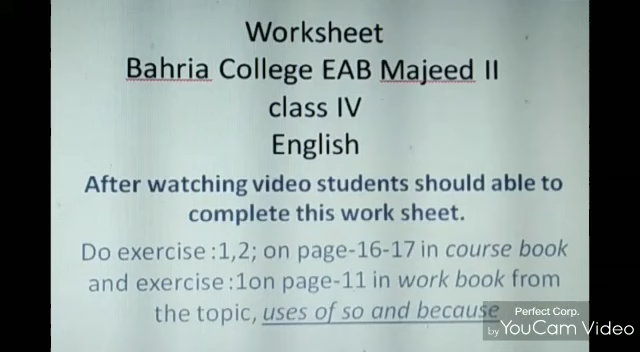 Worksheet
Bahria College EAB Majeed II
class IV
English
After watching video students should able to
complete this work sheet.
Do exercise :1,2; on page-16-17 in course book
and exercise :1on page-11 in work book from
the topic, uses of so and because
Perfect Corp.
by YouCam Video